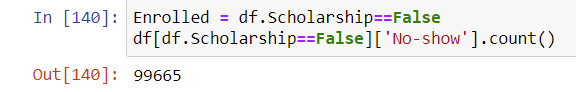 In [140]: Enrolled = df.Scholarship==False
df[df.Scholarship==False]['No-show'].count()
Out[140]: 99665